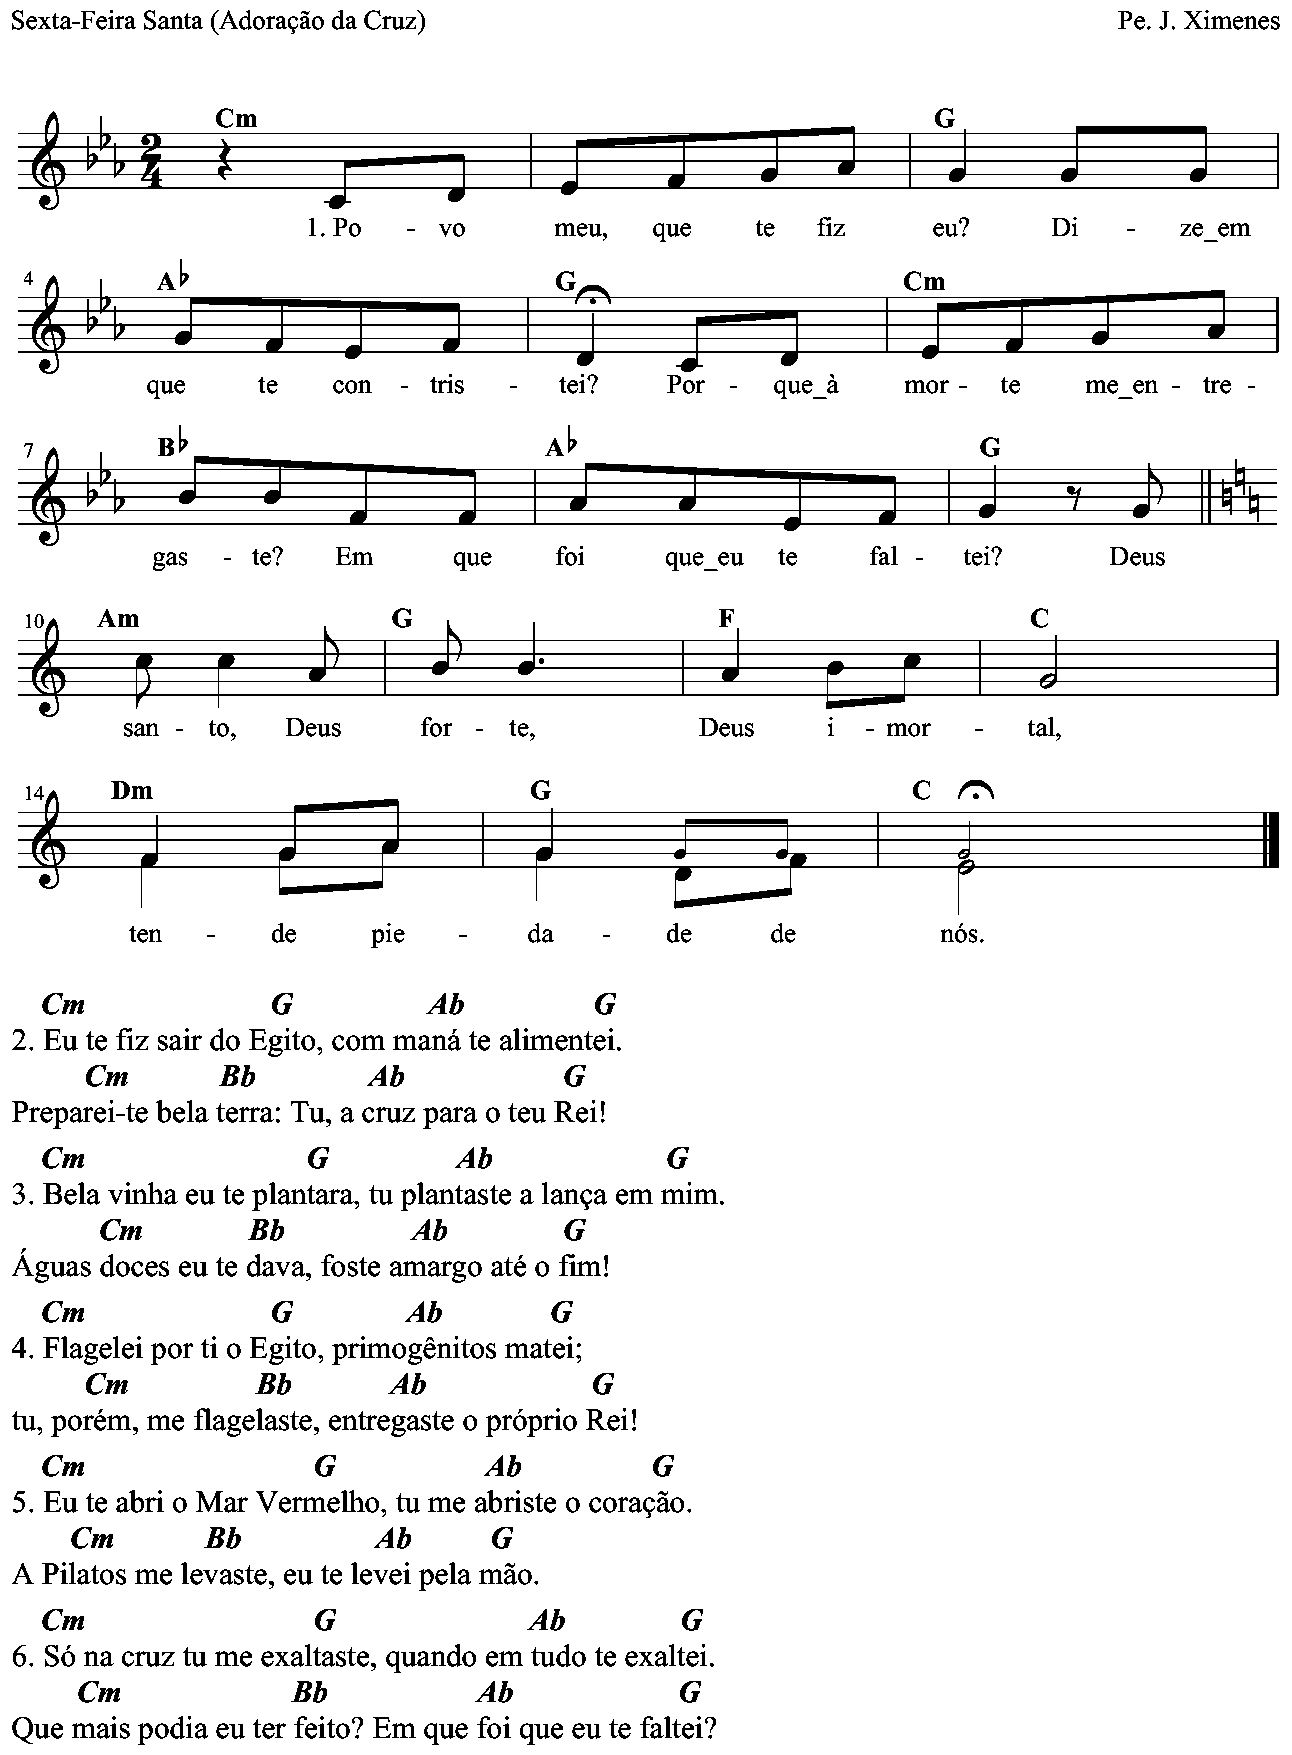 Sexta-Feira Santa (Adoração da Cruz) Pe. J. Ximenes
Cm G
2 4
1. Po - vo meu, que te fiz eu? Di - ze_em
4 A♭ G Cm
que te con - tris - tei? Por - que_à mor - te me_en - tre -
7 B♭ A♭ G
gas - te? Em que foi que_eu te fal - tei? Deus
10 Am G F C
san - to, Deus for - te, Deus i - mor - tal,
14 Dm G C
ten - de pie - da - de de nós.
Cm G Ab G
2. Eu te fiz sair do Egito, com maná te alimentei.
Cm Bb Ab G
Preparei-te bela terra: Tu, a cruz para o teu Rei!
Cm G Ab G
3. Bela vinha eu te plantara, tu plantaste a lança em mim.
Cm Bb Ab G
Águas doces eu te dava, foste amargo até o fim!
Cm G Ab G
4. Flagelei por ti o Egito, primogênitos matei;
Cm Bb Ab G
tu, porém, me flagelaste, entregaste o próprio Rei!
Cm G Ab G
5. Eu te abri o Mar Vermelho, tu me abriste o coração.
Cm Bb Ab G
A Pilatos me levaste, eu te levei pela mão.
Cm G Ab G
6. Só na cruz tu me exaltaste, quando em tudo te exaltei.
Cm Bb Ab G
Que mais podia eu ter feito? Em que foi que eu te faltei?